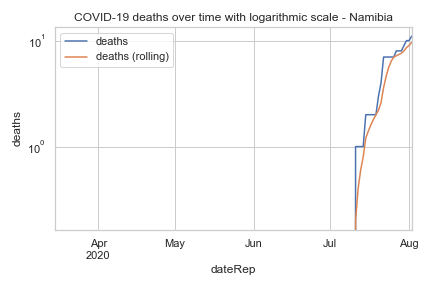 COVID-19 deaths over time with logarithmic scale - Namibia
deaths
deaths (rolling)
10¹
10⁰
deaths
Apr
2020
May
Jun
Jul
Aug
dateRep